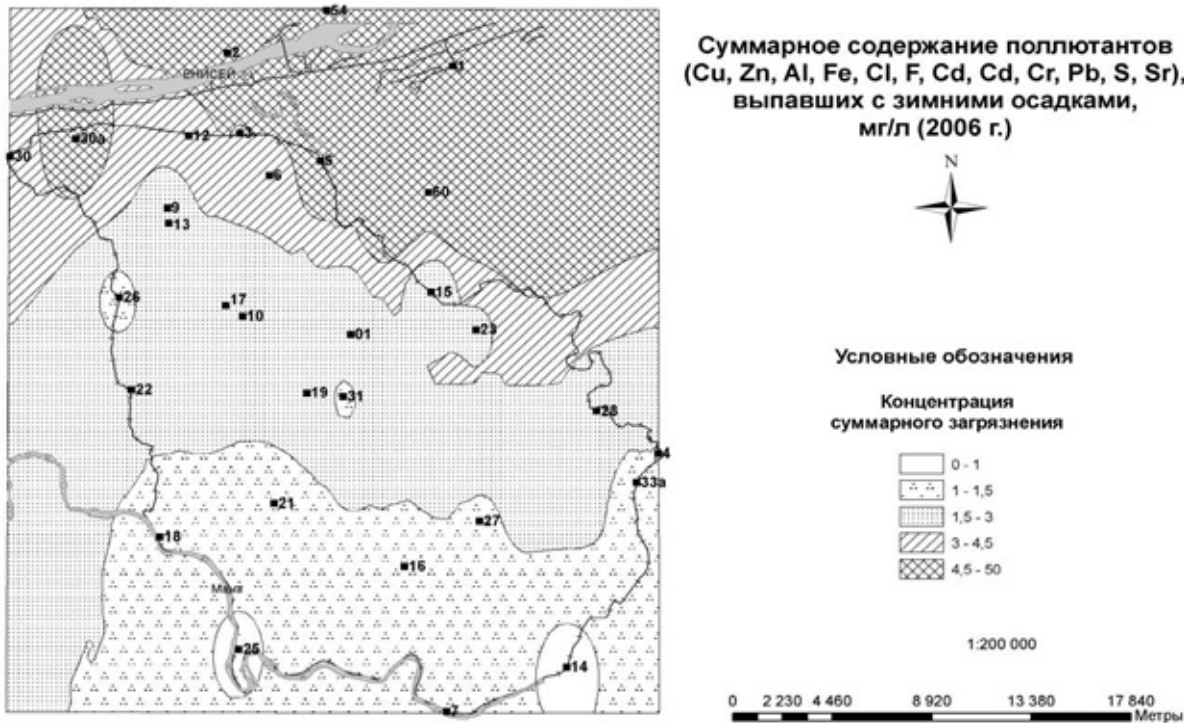 Суммарное содержание поллютантов
(Cu, Zn, Al, Fe, Cl, F, Cd, Cd, Cr, Pb, S, Sr),
выпавших с зимними осадками,
мг/л (2006 г.)
N
54
2
ЕНИСЕЙ
1
30а
12
3
30
5
6
60
9
13
26
17
10
15
01
23
22
19
31
28
4
33а
21
27
18
16
Мана
25
14
7
Условные обозначения
Концентрация
суммарного загрязнения
0 - 1
1 - 1,5
1,5 - 3
3 - 4,5
4,5 - 50
1:200 000
0 2 230 4 460 8 920 13 380 17 840
Метры